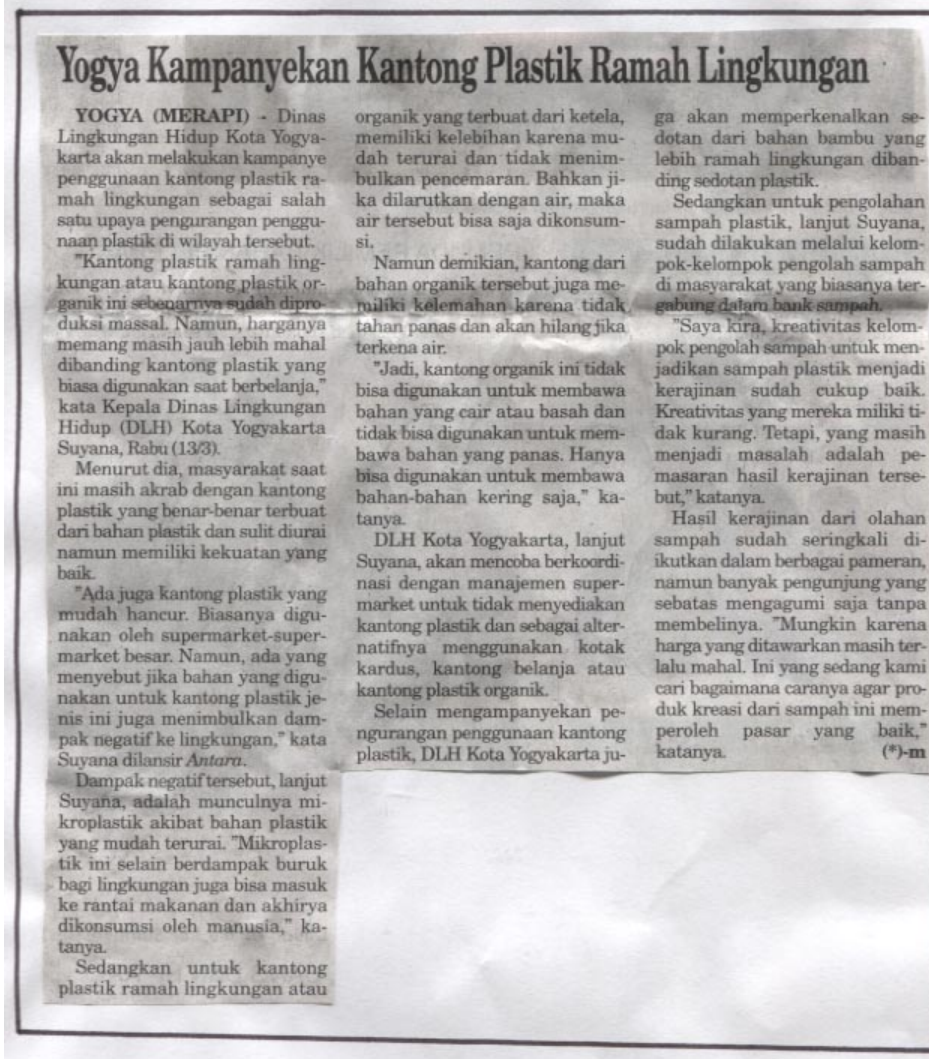 Yogya Kampanyekan Kantong Plastik Ramah Lingkungan
YOGYA (MERAPI) - Dinas
Lingkungan Hidup Kota Yogya-
karta akan melakukan kampanye
penggunaan kantong plastik ra-
mah lingkungan sebagai salah
satu upaya pengurangan penggu-
naan plastik di wilayah tersebut.
"Kantong plastik ramah ling-
kungan atau kantong plastik or-
ganik ini sebenarnya sudah dipro-
duksi massal. Namun, harganya
memang masih jauh lebih mahal
dibanding kantong plastik yang
biasa digunakan saat berbelanja,"
kata Kepala Dinas Lingkungan
Hidup (DLH) Kota Yogyakarta
Suyana, Rabu (13/3).
Menurut dia, masyarakat saat
ini masih akrab dengan kantong
plastik yang benar-benar terbuat
dari bahan plastik dan sulit diurai
namun memiliki kekuatan yang
baik.
"Ada juga kantong plastik yang
mudah hancur. Biasanya digu-
nakan oleh supermarket-super-
market besar. Namun, ada yang
menyebut jika bahan yang digu-
nakan untuk kantong plastik je-
nis ini juga menimbulkan dam-
pak negatif ke lingkungan," kata
Suyana dilansir Antara.
Dampak negatif tersebut, lanjut
Suyana, adalah munculnya mi-
kroplastik akibat bahan plastik
yang mudah terurai. "Mikroplas-
tik ini selain berdampak buruk
bagi lingkungan juga bisa masuk
ke rantai makanan dan akhirya
dikonsumsi oleh manusia," ka-
tanya.
Sedangkan untuk kantong
plastik ramah lingkungan atau
organik yang terbuat dari ketela,
memiliki kelebihan karena mu-
dah terurai dan tidak menim-
bulkan pencemaran. Bahkan ji-
ka dilarutkan dengan air, maka
air tersebut bisa saja dikonsum-
si.
Namun demikian, kantong dari
bahan organik tersebut juga me-
miliki kelemahan karena tidak
tahan panas dan akan hilang jika
terkena air.
"Jadi, kantong organik ini tidak
bisa digunakan untuk membawa
bahan yang cair atau basah dan
tidak bisa digunakan untuk mem-
bawa bahan yang panas. Hanya
bisa digunakan untuk membawa
bahan-bahan kering saja," ka-
tanya.
DLH Kota Yogyakarta, lanjut
Suyana, akan mencoba berkoordi-
nasi dengan manajemen super-
market untuk tidak menyediakan
kantong plastik dan sebagai alter-
natifnya menggunakan kotak
kardus, kantong belanja atau
kantong plastik organik.
Selain mengampanyekan pe-
ngurangan penggunaan kantong
plastik, DLH Kota Yogyakarta ju-
ga akan memperkenalkan se-
dotan dari bahan bambu yang
lebih ramah lingkungan diban-
ding sedotan plastik.
Sedangkan untuk pengolahan
sampah plastik, lanjut Suyana,
sudah dilakukan melalui kelom-
pok-kelompok pengolah sampah
di masyarakat yang biasanya ter-
gabung dalam bank sampah.
"Saya kira, kreativitas kelom-
pok pengolah sampah untuk men-
jadikan sampah plastik menjadi
kerajinan sudah cukup baik.
Kreativitas yang mereka miliki ti-
dak kurang. Tetapi, yang masih
menjadi masalah adalah pe-
masaran hasil kerajinan terse-
but," katanya.
Hasil kerajinan dari olahan
sampah sudah seringkali di-
ikutkan dalam berbagai pameran,
namun banyak pengunjung yang
sebatas mengagumi saja tanpa
membelinya. "Mungkin karena
harga yang ditawarkan masih ter-
lalu mahal. Ini yang sedang kami
cari bagaimana caranya agar pro-
duk kreasi dari sampah ini mem-
peroleh pasar yang baik,"
katanya. (*)-m